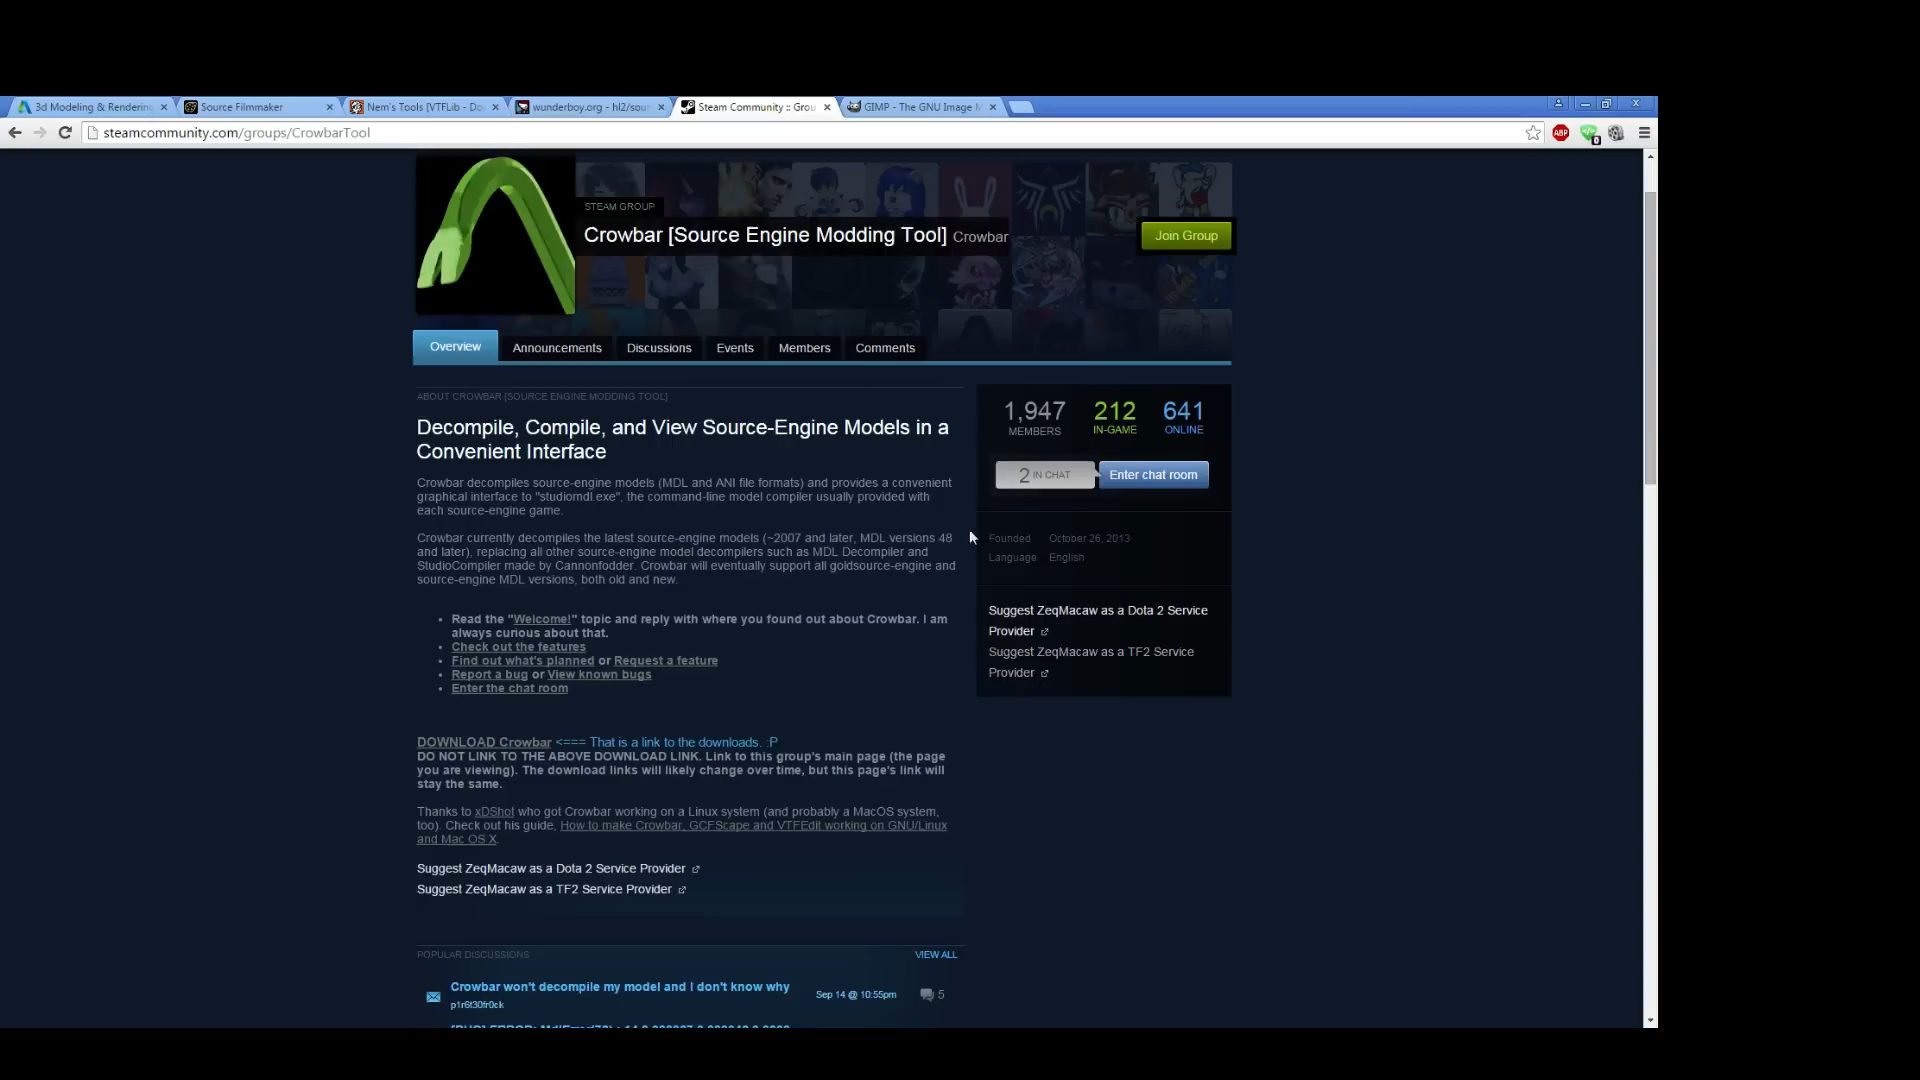 3d Modeling & Renderin
Source Filmmaker
Nem's Tools [VTFLib - Do
wunderboy.org - hl2/sou
Steam Community :: Grou
GIMP - The GNU Image M
steamcommunity.com/groups/CrowbarTool
ABP
0
STEAM GROUP
Crowbar [Source Engine Modding Tool] Crowbar
Join Group
Overview
Announcements
Discussions
Events
Members
Comments
ABOUT CROWBAR [SOURCE ENGINE MODDING TOOL]
Decompile, Compile, and View Source-Engine Models in a
Convenient Interface
Crowbar decompiles source-engine models (MDL and ANI file formats) and provides a convenient
graphical interface to "studiomdl.exe", the command-line model compiler usually provided with
each source-engine game.
Crowbar currently decompiles the latest source-engine models (~2007 and later, MDL versions 48
and later), replacing all other source-engine model decompilers such as MDL Decompiler and
StudioCompiler made by Cannonfodder. Crowbar will eventually support all goldsource-engine and
source-engine MDL versions, both old and new.
• Read the "Welcome!" topic and reply with where you found out about Crowbar. I am
always curious about that.
• Check out the features
• Find out what's planned or Request a feature
• Report a bug or View known bugs
• Enter the chat room
DOWNLOAD Crowbar <=== That is a link to the downloads. :P
DO NOT LINK TO THE ABOVE DOWNLOAD LINK. Link to this group's main page (the page
you are viewing). The download links will likely change over time, but this page's link will
stay the same.
Thanks to xDShot who got Crowbar working on a Linux system (and probably a MacOS system,
too). Check out his guide, How to make Crowbar, GCFScape and VTFEdit working on GNU/Linux
and Mac OS X.
Suggest ZeqMacaw as a Dota 2 Service Provider
Suggest ZeqMacaw as a TF2 Service Provider
POPULAR DISCUSSIONS
VIEW ALL
Crowbar won't decompile my model and I don't know why
p1r6t30fr0ck
Sep 14 @ 10:55pm
5
1,947
MEMBERS
212
IN-GAME
641
ONLINE
2 IN CHAT
Enter chat room
Founded October 26, 2013
Language English
Suggest ZeqMacaw as a Dota 2 Service
Provider
Suggest ZeqMacaw as a TF2 Service
Provider